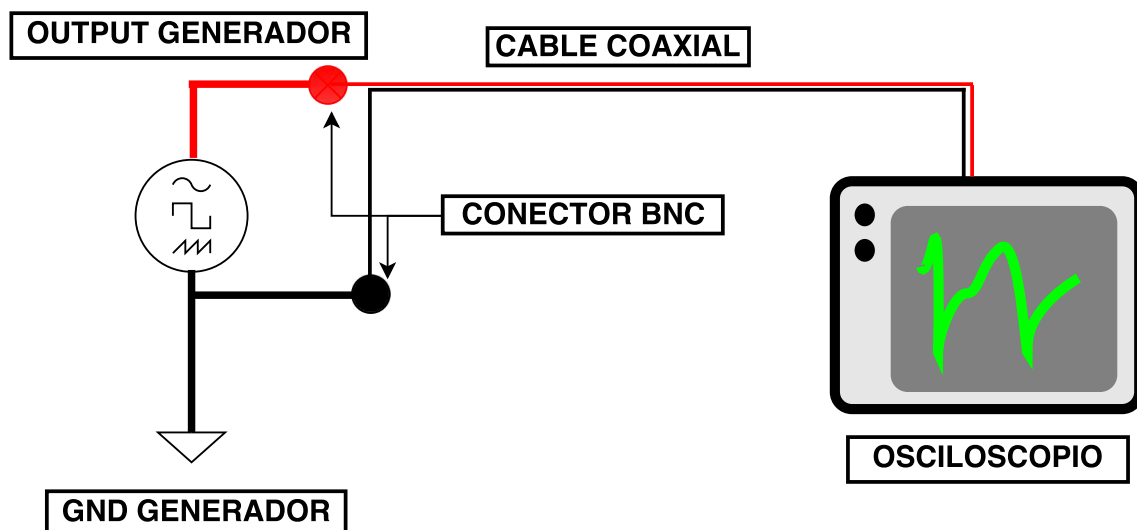 OUTPUT GENERADOR
CABLE COAXIAL
CONECTOR BNC
OSCILOSCOPIO
GND GENERADOR